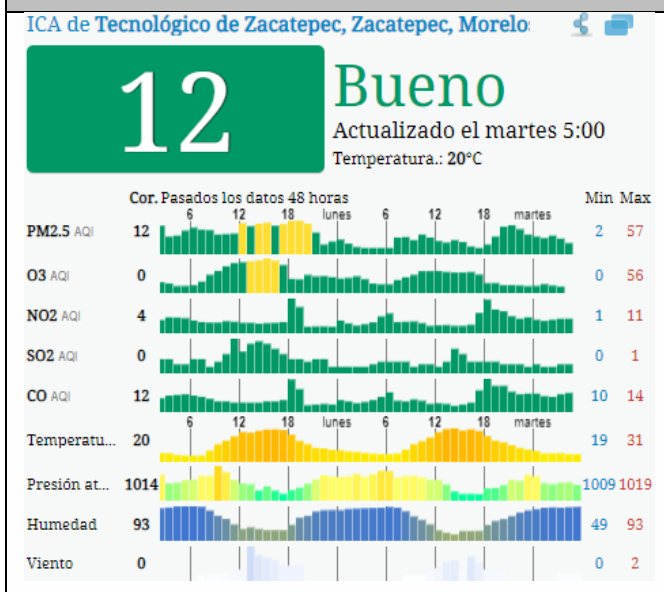 ICA de Tecnológico de Zacatepec, Zacatepec, Morelos
12
Bueno
Actualizado el martes 5:00
Temperatura.: 20°C
Cor. Pasados los datos 48 horas Min Max
6 12 18 lunes 6 12 18 martes
PM2.5 AQI 12 2 57
O3 AQI 0 0 56
NO2 AQI 4 1 11
SO2 AQI 0 0 1
CO AQI 12 10 14
6 12 18 lunes 6 12 18 martes
Temperatu... 20 19 31
Presión at... 1014 1009 1019
Humedad 93 49 93
Viento 0 0 2